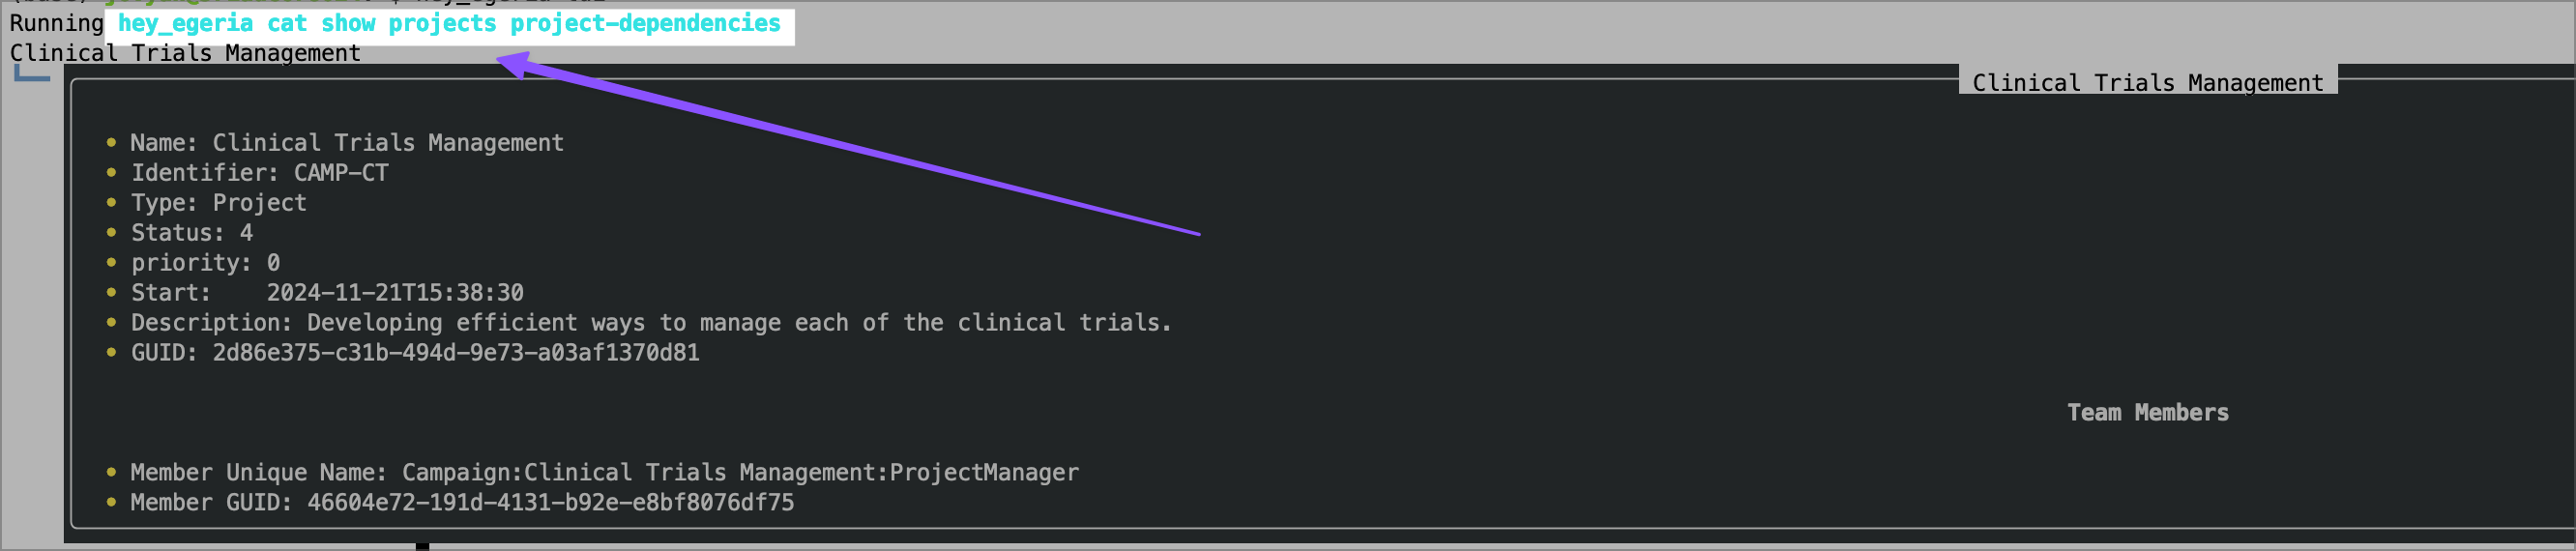 Running hey_egeria cat show projects project-dependencies
Clinical Trials Management
Clinical Trials Management
• Name: Clinical Trials Management
• Identifier: CAMP-CT
• Type: Project
• Status: 4
• priority: 0
• Start:    2024-11-21T15:38:30
• Description: Developing efficient ways to manage each of the clinical trials.
• GUID: 2d86e375-c31b-494d-9e73-a03af1370d81
Team Members
• Member Unique Name: Campaign:Clinical Trials Management:ProjectManager
• Member GUID: 46604e72-191d-4131-b92e-e8bf8076df75